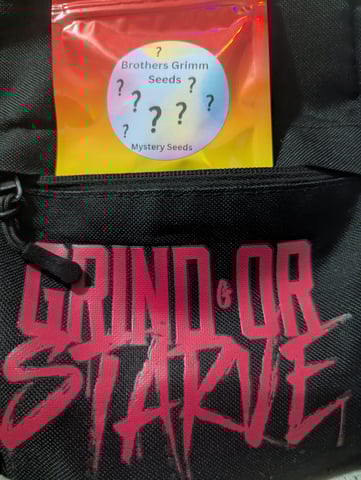 ?
Brothers Grimm
Seeds
? ?
? ? ? ?
?
Mystery Seeds
GRIND OR
STARVE